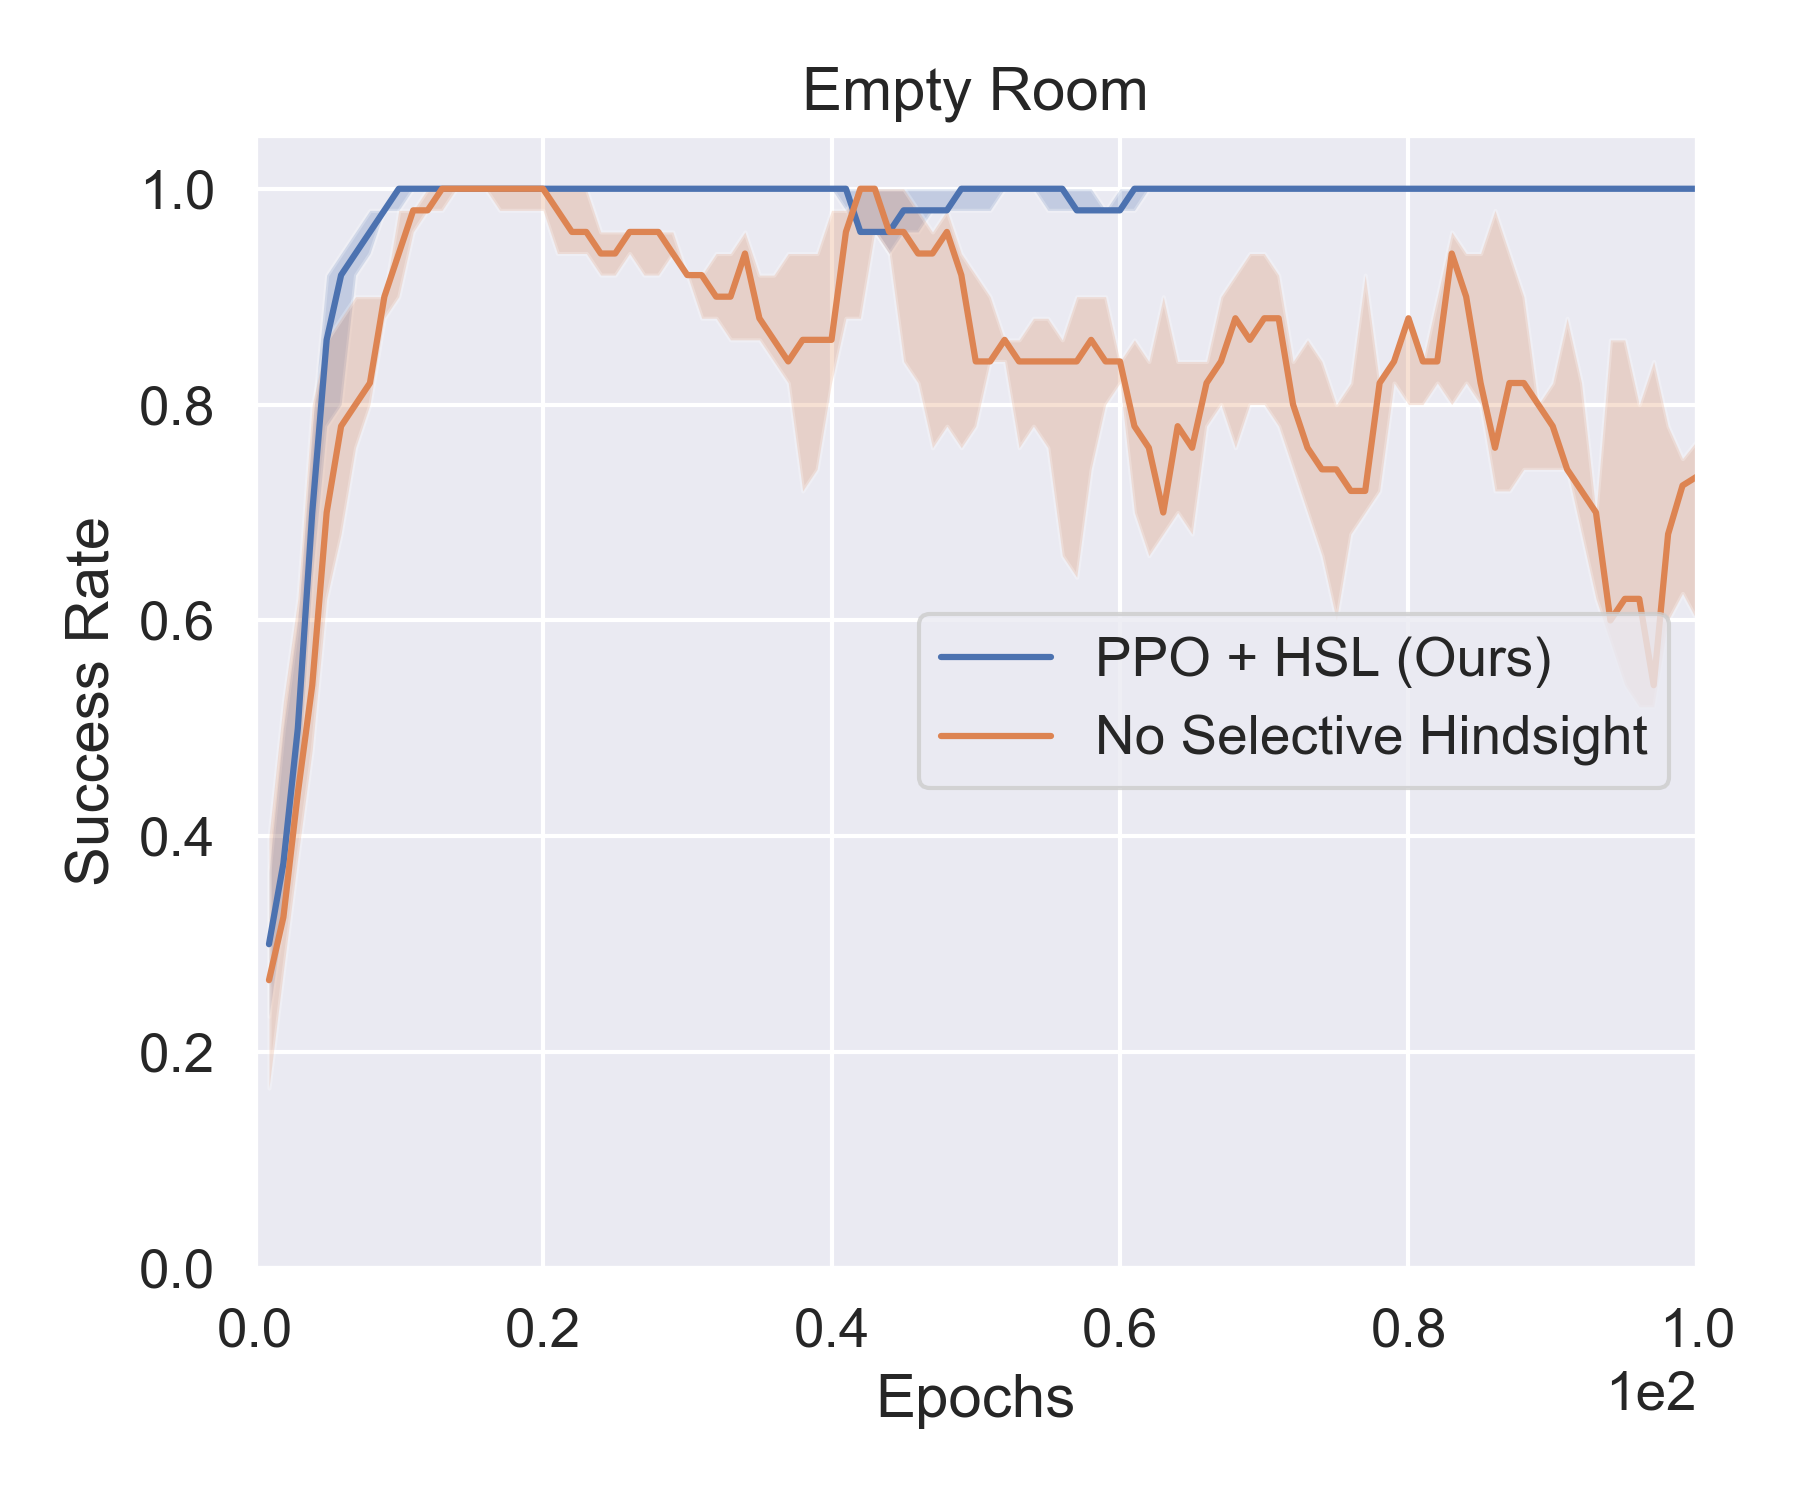 Empty Room
1.0
0.8
0.6
0.4
0.2
0.0
Success Rate
PPO + HSL (Ours)
No Selective Hindsight
0.0 0.2 0.4 0.6 0.8 1.0
Epochs
1e2